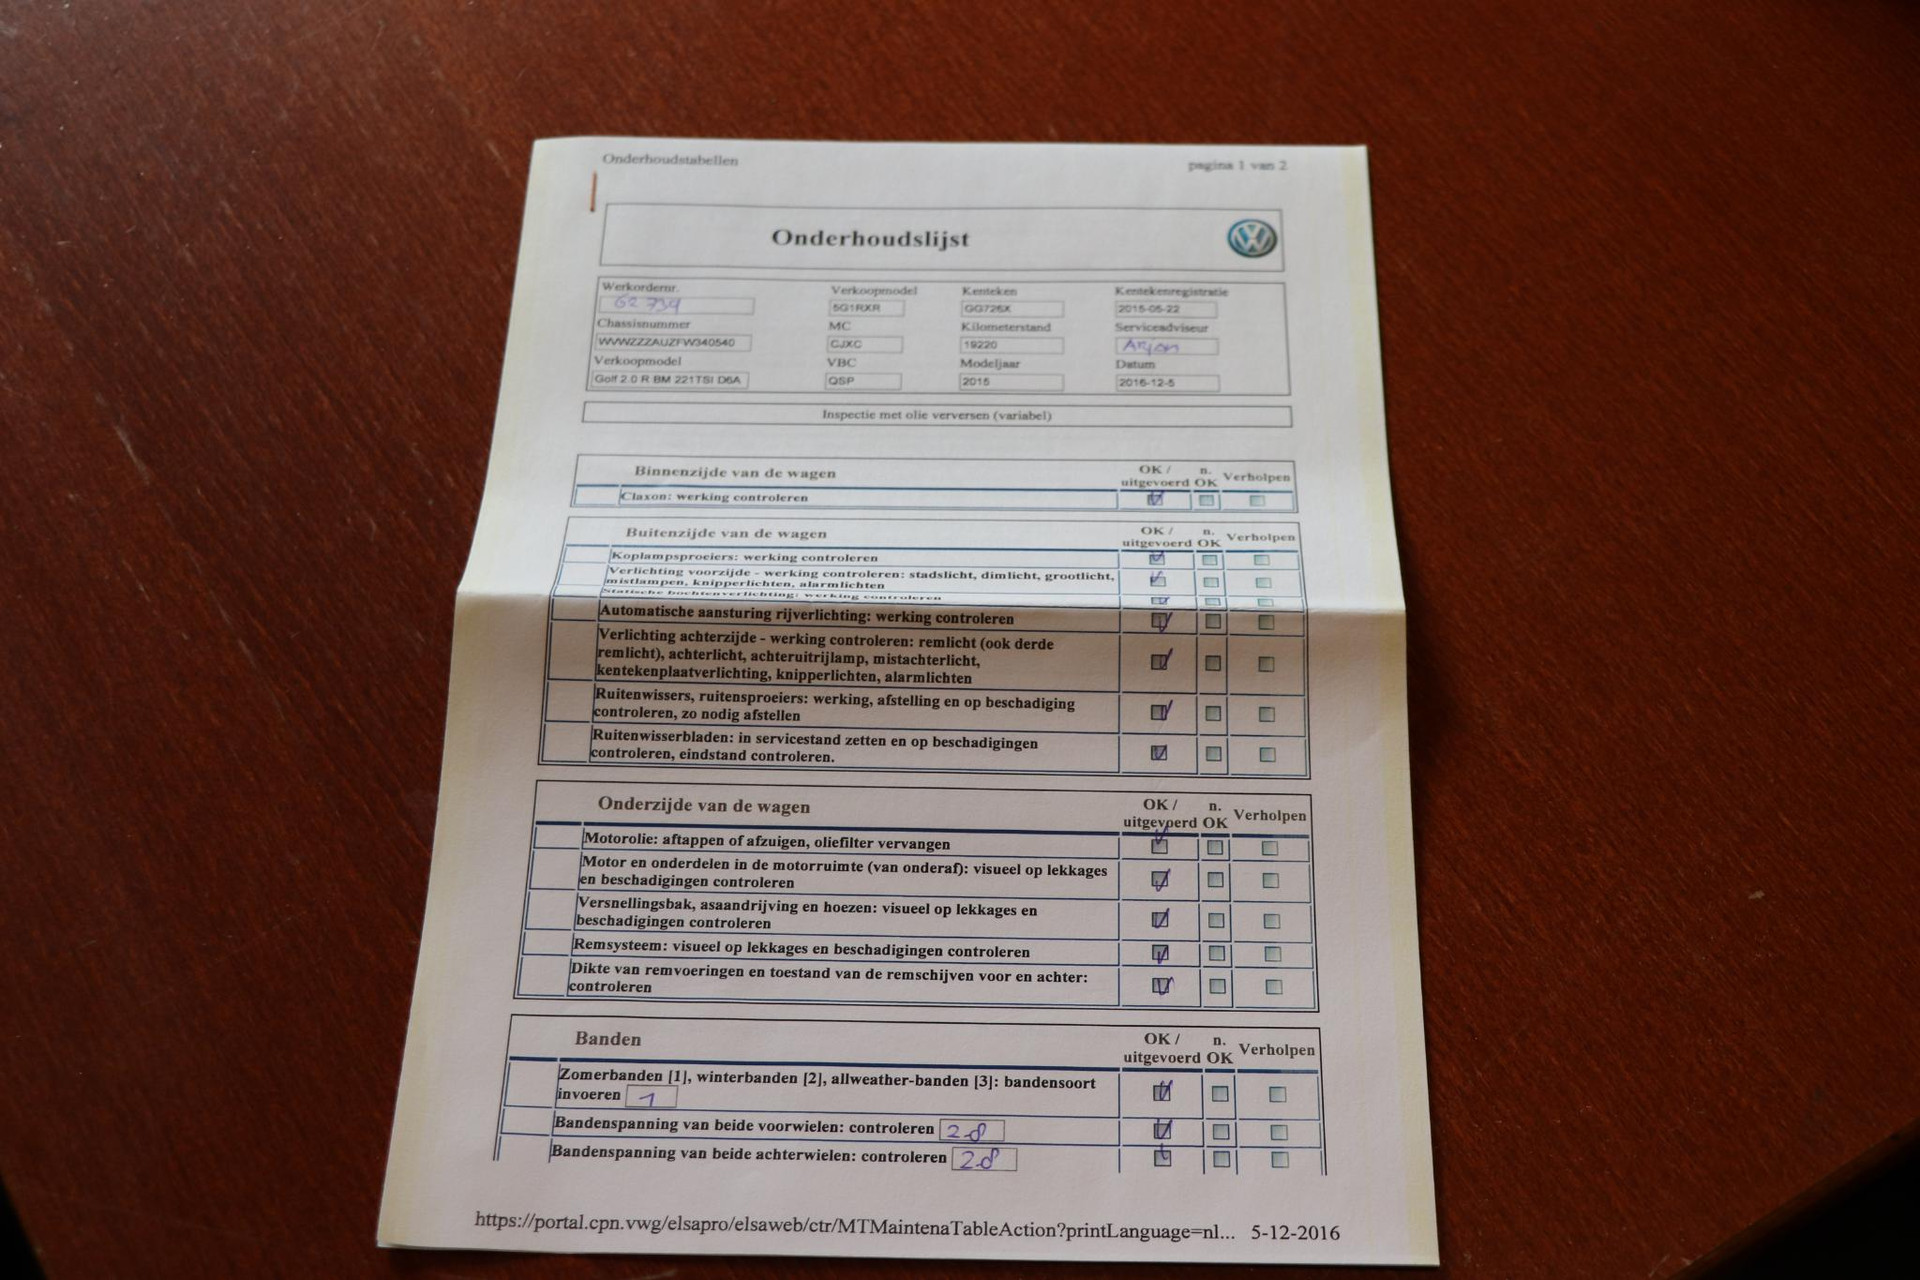 Onderhoudstabellen pagina 1 van 2
Onderhoudslijst
Werkordernr. Verkoopmodel Kenteken Kentekenregistratie
62739 5G1RXR GG726X 2015-05-22
Chassisnummer MC Kilometerstand Serviceadviseur
WVWZZZAUZFW340540 CJXC 19220 Arjan
Verkoopmodel VBC Modeljaar Datum
Golf 2.0 R BM 221TSI D6A QSP 2015 2016-12-5
Inspectie met olie verversen (variabel)
Binnenzijde van de wagen OK / uitgevoerd n. OK Verholpen
Claxon: werking controleren
Buitenzijde van de wagen OK / uitgevoerd n. OK Verholpen
Koplampsproeiers: werking controleren
Verlichting voorzijde - werking controleren: stadslicht, dimlicht, grootlicht,
mistlampen, knipperlichten, alarmlichten
Statische bochtenverlichting: werking controleren
Automatische aansturing rijverlichting: werking controleren
Verlichting achterzijde - werking controleren: remlicht (ook derde
remlicht), achterlicht, achteruitrijlamp, mistachterlicht,
kentekenplaatverlichting, knipperlichten, alarmlichten
Ruitenwissers, ruitensproeiers: werking, afstelling en op beschadiging
controleren, zo nodig afstellen
Ruitenwisserbladen: in servicestand zetten en op beschadigingen
controleren, eindstand controleren.
Onderzijde van de wagen OK / uitgevoerd n. OK Verholpen
Motorolie: aftappen of afzuigen, oliefilter vervangen
Motor en onderdelen in de motorruimte (van onderaf): visueel op lekkages
en beschadigingen controleren
Versnellingsbak, asaandrijving en hoezen: visueel op lekkages en
beschadigingen controleren
Remsysteem: visueel op lekkages en beschadigingen controleren
Dikte van remvoeringen en toestand van de remschijven voor en achter:
controleren
Banden OK / uitgevoerd n. OK Verholpen
Zomerbanden [1], winterbanden [2], allweather-banden [3]: bandensoort
invoeren 1
Bandenspanning van beide voorwielen: controleren 2.8
Bandenspanning van beide achterwielen: controleren 2.8
https://portal.cpn.vwg/elsapro/elsaweb/ctr/MTMaintenaTableAction?printLanguage=nl... 5-12-2016